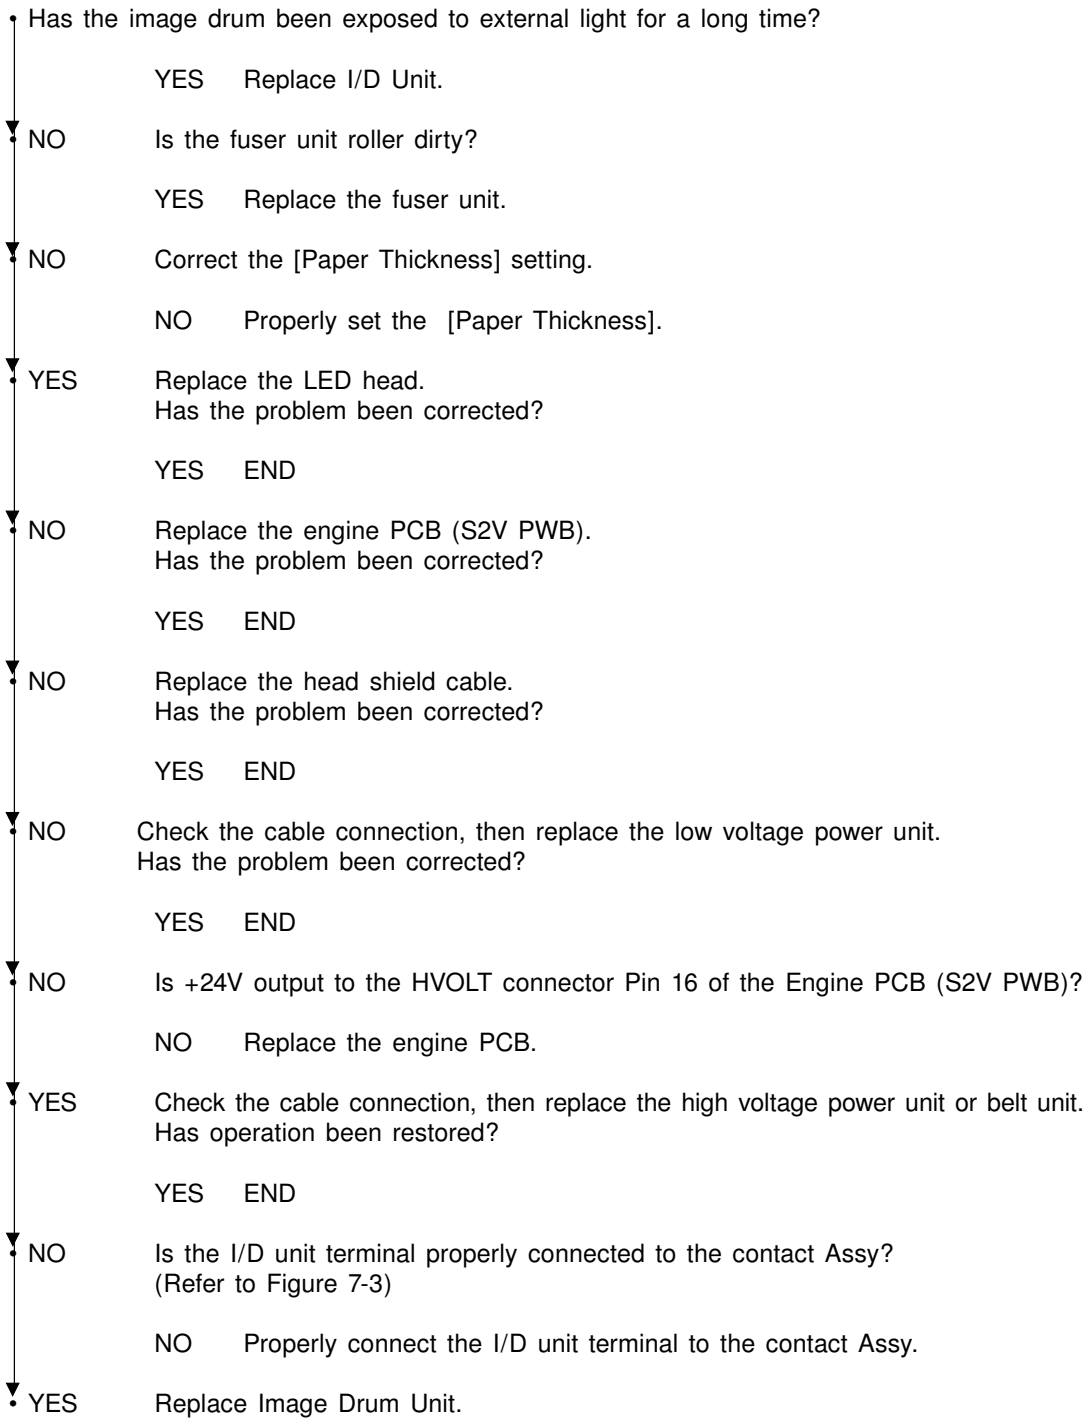 • Has the image drum been exposed to external light for a long time?
YES Replace I/D Unit.
• NO Is the fuser unit roller dirty?
YES Replace the fuser unit.
• NO Correct the [Paper Thickness] setting.
NO Properly set the [Paper Thickness].
• YES Replace the LED head.
Has the problem been corrected?
YES END
• NO Replace the engine PCB (S2V PWB).
Has the problem been corrected?
YES END
• NO Replace the head shield cable.
Has the problem been corrected?
YES END
• NO Check the cable connection, then replace the low voltage power unit.
Has the problem been corrected?
YES END
• NO Is +24V output to the HVOLT connector Pin 16 of the Engine PCB (S2V PWB)?
NO Replace the engine PCB.
• YES Check the cable connection, then replace the high voltage power unit or belt unit.
Has operation been restored?
YES END
• NO Is the I/D unit terminal properly connected to the contact Assy?
(Refer to Figure 7-3)
NO Properly connect the I/D unit terminal to the contact Assy.
• YES Replace Image Drum Unit.